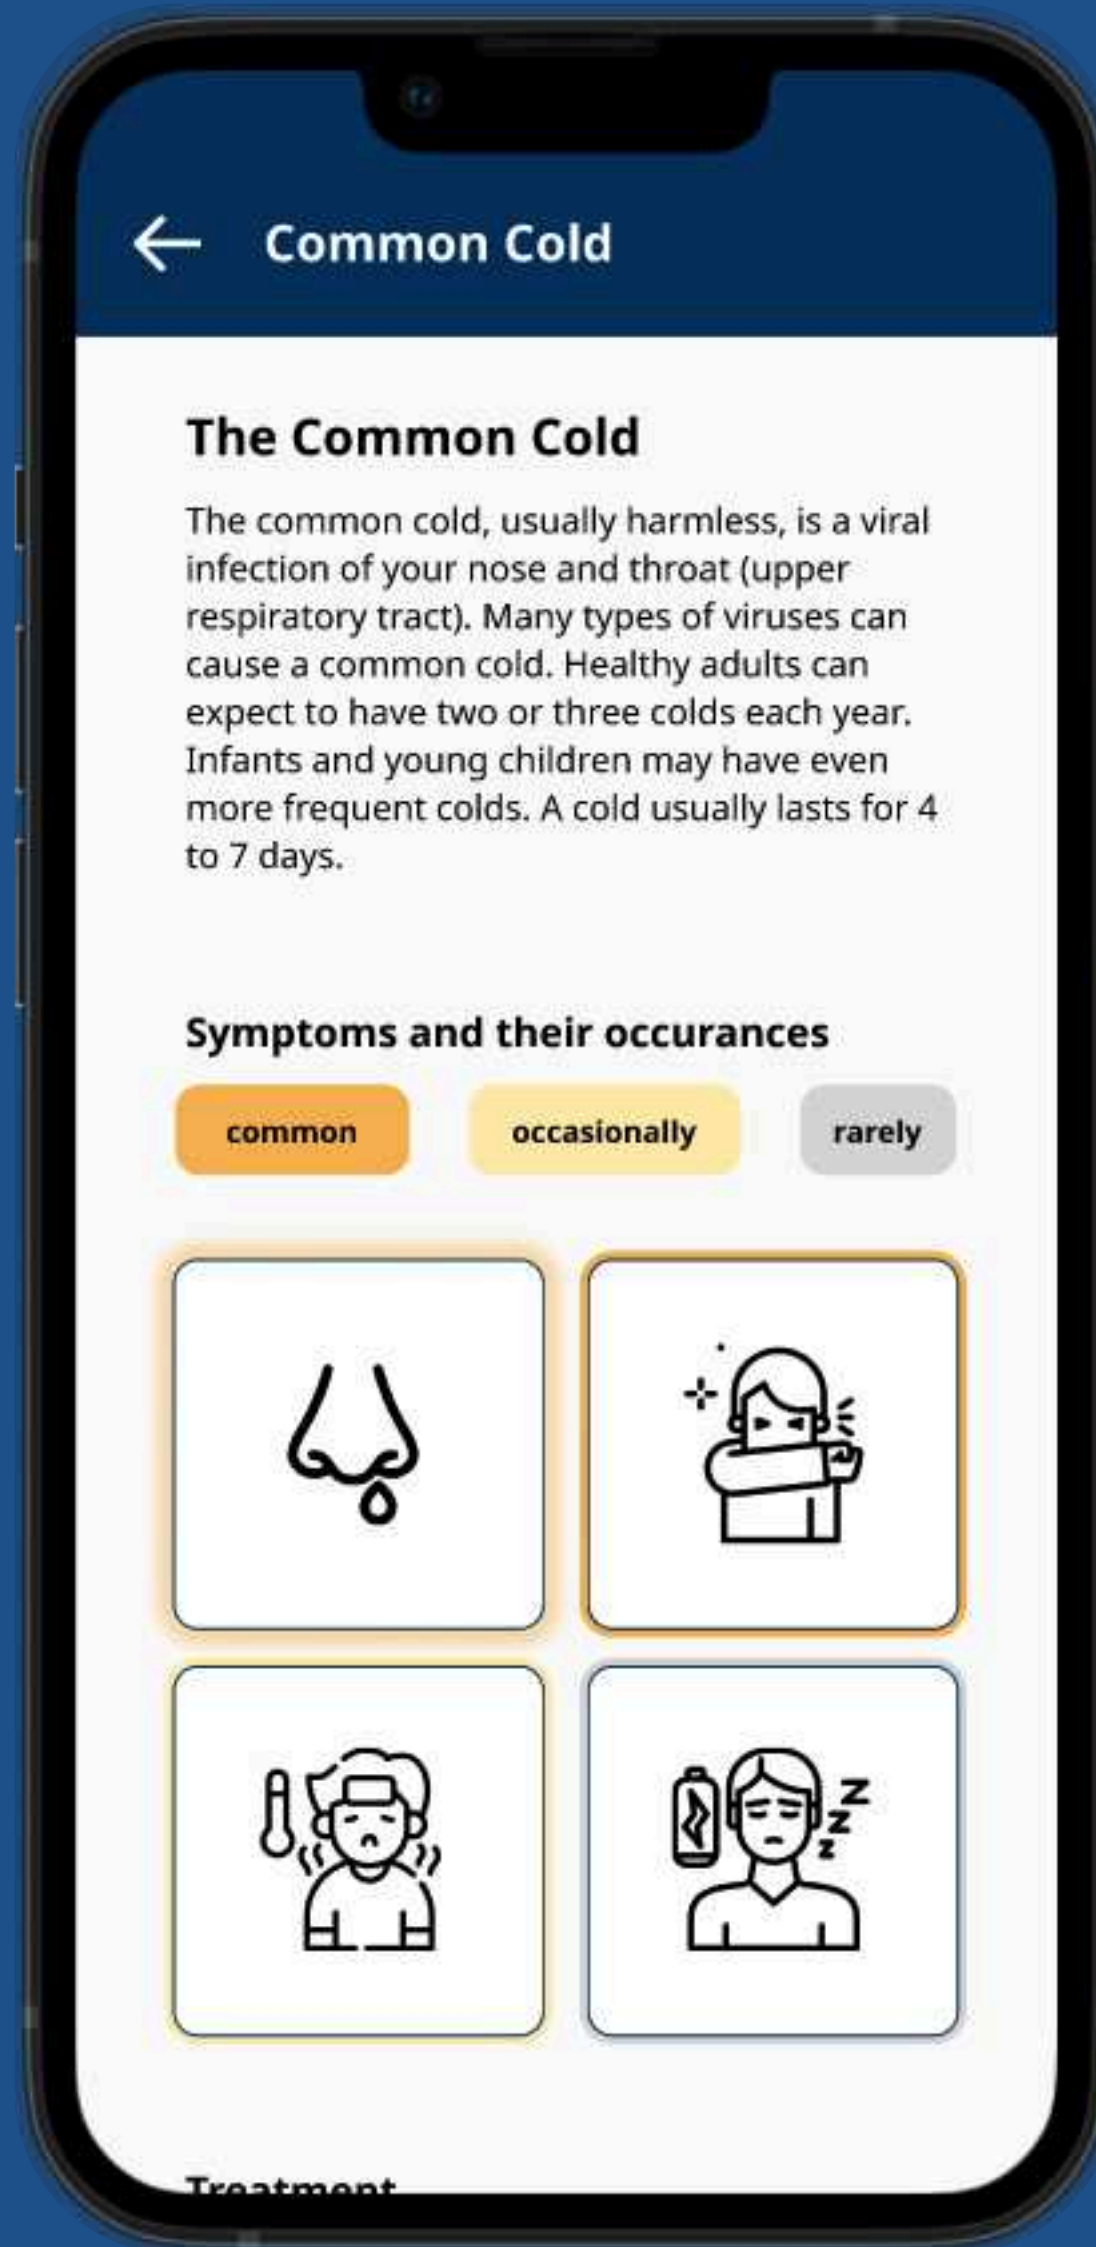 Common Cold
The Common Cold
The common cold, usually harmless, is a viral
infection of your nose and throat (upper
respiratory tract). Many types of viruses can
cause a common cold. Healthy adults can
expect to have two or three colds each year.
Infants and young children may have even
more frequent colds. A cold usually lasts for 4
to 7 days.
Symptoms and their occurances
common occasionally rarely
z
z
z
Treatment